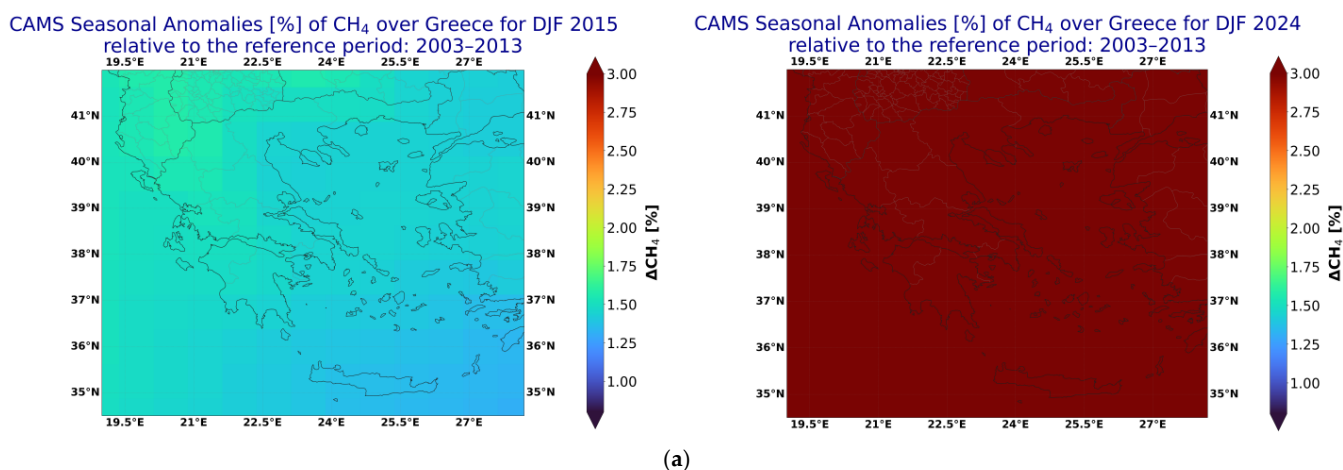 CAMS Seasonal Anomalies [%] of CH₄ over Greece for DJF 2015
relative to the reference period: 2003–2013
19.5°E 21°E 22.5°E 24°E 25.5°E 27°E
41°N 41°N
40°N 40°N
39°N 39°N
38°N 38°N
37°N 37°N
36°N 36°N
35°N 35°N
19.5°E 21°E 22.5°E 24°E 25.5°E 27°E
3.00
2.75
2.50
2.25
2.00
1.75
1.50
1.25
1.00
ΔCH₄ [%]
CAMS Seasonal Anomalies [%] of CH₄ over Greece for DJF 2024
relative to the reference period: 2003–2013
19.5°E 21°E 22.5°E 24°E 25.5°E 27°E
41°N 41°N
40°N 40°N
39°N 39°N
38°N 38°N
37°N 37°N
36°N 36°N
35°N 35°N
19.5°E 21°E 22.5°E 24°E 25.5°E 27°E
3.00
2.75
2.50
2.25
2.00
1.75
1.50
1.25
1.00
ΔCH₄ [%]
(a)